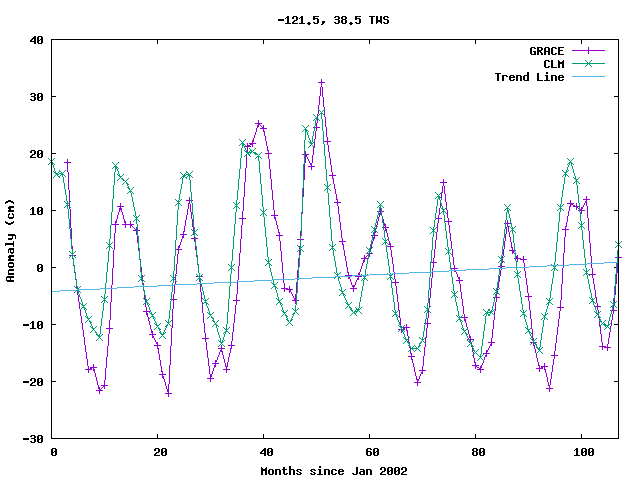 -121.5, 38.5 TWS
40
30
20
10
0
-10
-20
-30
0 20 40 60 80 100
Anomaly (cm)
Months since Jan 2002
GRACE
CLM
Trend Line